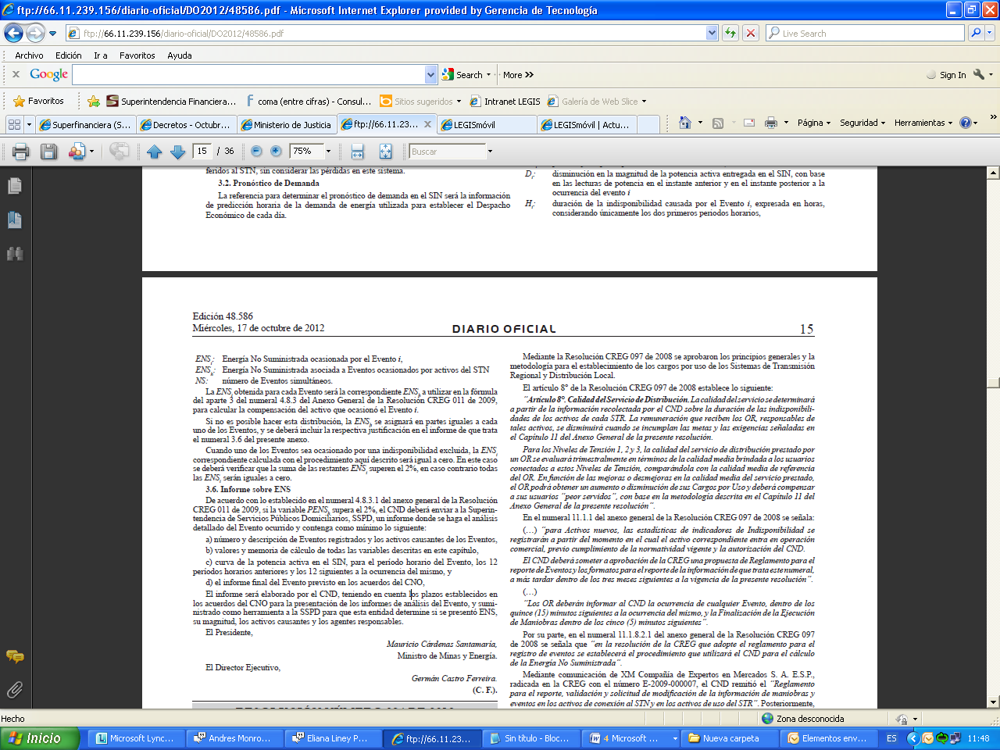 ftp://66.11.239.156/diario-oficial/DO2012/48586.pdf - Microsoft Internet Explorer provided by Gerencia de Tecnología
ftp://66.11.239.156/diario-oficial/DO2012/48586.pdf
Live Search
Archivo Edición Ir a Favoritos Ayuda
x Google Search More >> Sign In
Favoritos Superintendencia Financiera... coma (entre cifras) - Consul... Sitios sugeridos Intranet LEGIS Galería de Web Slice
Superfinanciera (S... Decretos - Octubr... Ministerio de Justicia ftp://66.11.23... LEGISmóvil LEGISmóvil | Actu... Página Seguridad Herramientas
15 / 36 75% Buscar
feridos al STN, sin considerar las pérdidas en este sistema.
3.2. Pronóstico de Demanda
La referencia para determinar el pronóstico de demanda en el SIN será la información
de predicción horaria de la demanda de energía utilizada para establecer el Despacho
Económico de cada día.
Di: disminución en la magnitud de la potencia activa entregada en el SIN, con base
en las lecturas de potencia en el instante anterior y en el instante posterior a la
ocurrencia del evento i
Hi: duración de la indisponibilidad causada por el Evento i, expresada en horas,
considerando únicamente los dos primeros períodos horarios,
Edición 48.586
Miércoles, 17 de octubre de 2012
DIARIO OFICIAL
15
ENSi: Energía No Suministrada ocasionada por el Evento i,
ENSh: Energía No Suministrada asociada a Eventos ocasionados por activos del STN
NS: número de Eventos simultáneos.
La ENSi obtenida para cada Evento será la correspondiente ENSh a utilizar en la fórmula
del aparte 3 del numeral 4.8.3 del Anexo General de la Resolución CREG 011 de 2009,
para calcular la compensación del activo que ocasionó el Evento i.
Si no es posible hacer esta distribución, la ENSh se asignará en partes iguales a cada
uno de los Eventos, y se deberá incluir la respectiva justificación en el informe de que trata
el numeral 3.6 del presente anexo.
Cuando uno de los Eventos sea ocasionado por una indisponibilidad excluida, la ENSi
correspondiente calculada con el procedimiento aquí descrito será igual a cero. En este caso
se deberá verificar que la suma de las restantes ENSi superen el 2%, en caso contrario todas
las ENSi serán iguales a cero.
3.6. Informe sobre ENS
De acuerdo con lo establecido en el numeral 4.8.3.1 del anexo general de la Resolución
CREG 011 de 2009, si la variable PENSh supera el 2%, el CND deberá enviar a la Superin-
tendencia de Servicios Públicos Domiciliarios, SSPD, un informe donde se haga el análisis
detallado del Evento ocurrido y contenga como mínimo lo siguiente:
a) número y descripción de Eventos registrados y los activos causantes de los Eventos,
b) valores y memoria de cálculo de todas las variables descritas en este capítulo,
c) curva de la potencia activa en el SIN, para el período horario del Evento, los 12
períodos horarios anteriores y los 12 siguientes a la ocurrencia del mismo, y
d) el informe final del Evento previsto en los acuerdos del CNO,
El informe será elaborado por el CND, teniendo en cuenta los plazos establecidos en
los acuerdos del CNO para la presentación de los informes de análisis del Evento, y sumi-
nistrado como herramienta a la SSPD para que esta entidad determine si se presentó ENS,
su magnitud, los activos causantes y los agentes responsables.
El Presidente,
Mauricio Cárdenas Santamaría,
Ministro de Minas y Energía.
El Director Ejecutivo,
Germán Castro Ferreira.
(C. F.).
Mediante la Resolución CREG 097 de 2008 se aprobaron los principios generales y la
metodología para el establecimiento de los cargos por uso de los Sistemas de Transmisión
Regional y Distribución Local.
El artículo 8° de la Resolución CREG 097 de 2008 establece lo siguiente:
"Artículo 8°. Calidad del Servicio de Distribución. La calidad del servicio se determinará
a partir de la información recolectada por el CND sobre la duración de las indisponibili-
dades de los activos de cada STR. La remuneración que reciben los OR, responsables de
tales activos, se disminuirá cuando se incumplan las metas y las exigencias señaladas en
el Capítulo 11 del Anexo General de la presente resolución.
Para los Niveles de Tensión 1, 2 y 3, la calidad del servicio de distribución prestado por
un OR se evaluará trimestralmente en términos de la calidad media brindada a los usuarios
conectados a estos Niveles de Tensión, comparándola con la calidad media de referencia
del OR. En función de las mejoras o desmejoras en la calidad media del servicio prestado,
el OR podrá obtener un aumento o disminución de sus Cargos por Uso y deberá compensar
a sus usuarios "peor servidos", con base en la metodología descrita en el Capítulo 11 del
Anexo General de la presente resolución".
En el numeral 11.1.1 del anexo general de la Resolución CREG 097 de 2008 se señala:
(…) "para Activos nuevos, las estadísticas de indicadores de Indisponibilidad se
registrarán a partir del momento en el cual el activo correspondiente entra en operación
comercial, previo cumplimiento de la normatividad vigente y la autorización del CND.
El CND deberá someter a aprobación de la CREG una propuesta de Reglamento para el
reporte de Eventos y los formatos para el reporte de la información de que trata este numeral,
a más tardar dentro de los tres meses siguientes a la vigencia de la presente resolución".
(…)
"Los OR deberán informar al CND la ocurrencia de cualquier Evento, dentro de los
quince (15) minutos siguientes a la ocurrencia del mismo, y la Finalización de la Ejecución
de Maniobras dentro de los cinco (5) minutos siguientes".
Por su parte, en el numeral 11.1.8.2.1 del anexo general de la Resolución CREG 097
de 2008 se señala que "en la resolución de la CREG que adopte el reglamento para el
registro de eventos se establecerá el procedimiento que utilizará el CND para el cálculo
de la Energía No Suministrada".
Mediante comunicación de XM Compañía de Expertos en Mercados S. A. E.S.P.,
radicada en la CREG con el número E-2009-000007, el CND remitió el "Reglamento
para el reporte, validación y solicitud de modificación de la información de maniobras y
eventos en los activos de conexión al STN y en los activos de uso del STR". Posteriormente,
Hecho
Zona desconocida
Inicio Microsoft Lync... Andres Monro... Eliana Liney P... ftp://66.11.23... Sin título - Bloc... 4 Microsoft ... Nueva carpeta Elementos env... ES 11:48